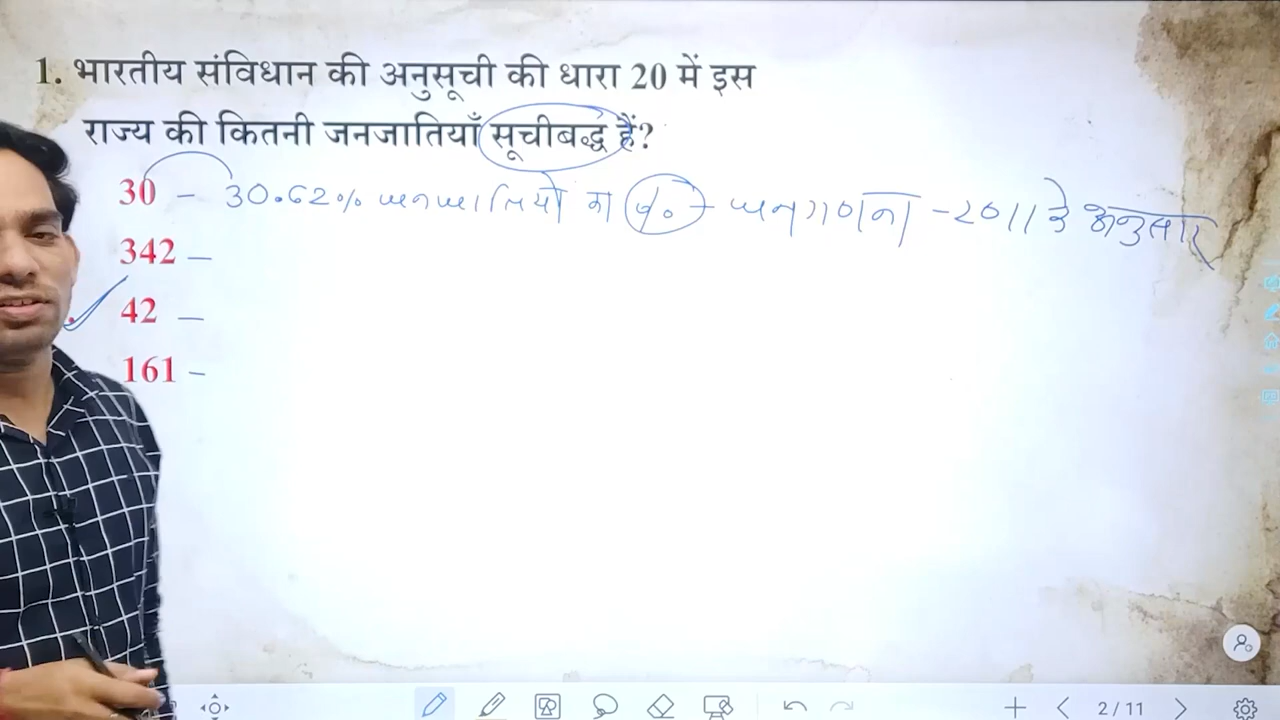 1. भारतीय संविधान की अनुसूची की धारा 20 में इस
राज्य की कितनी जनजातियाँ सूचीबद्ध हैं?
30 – 30.62% जनजातियों का % – जनगणना – 2011 के अनुसार
342 –
42 –
161 –
2 / 11